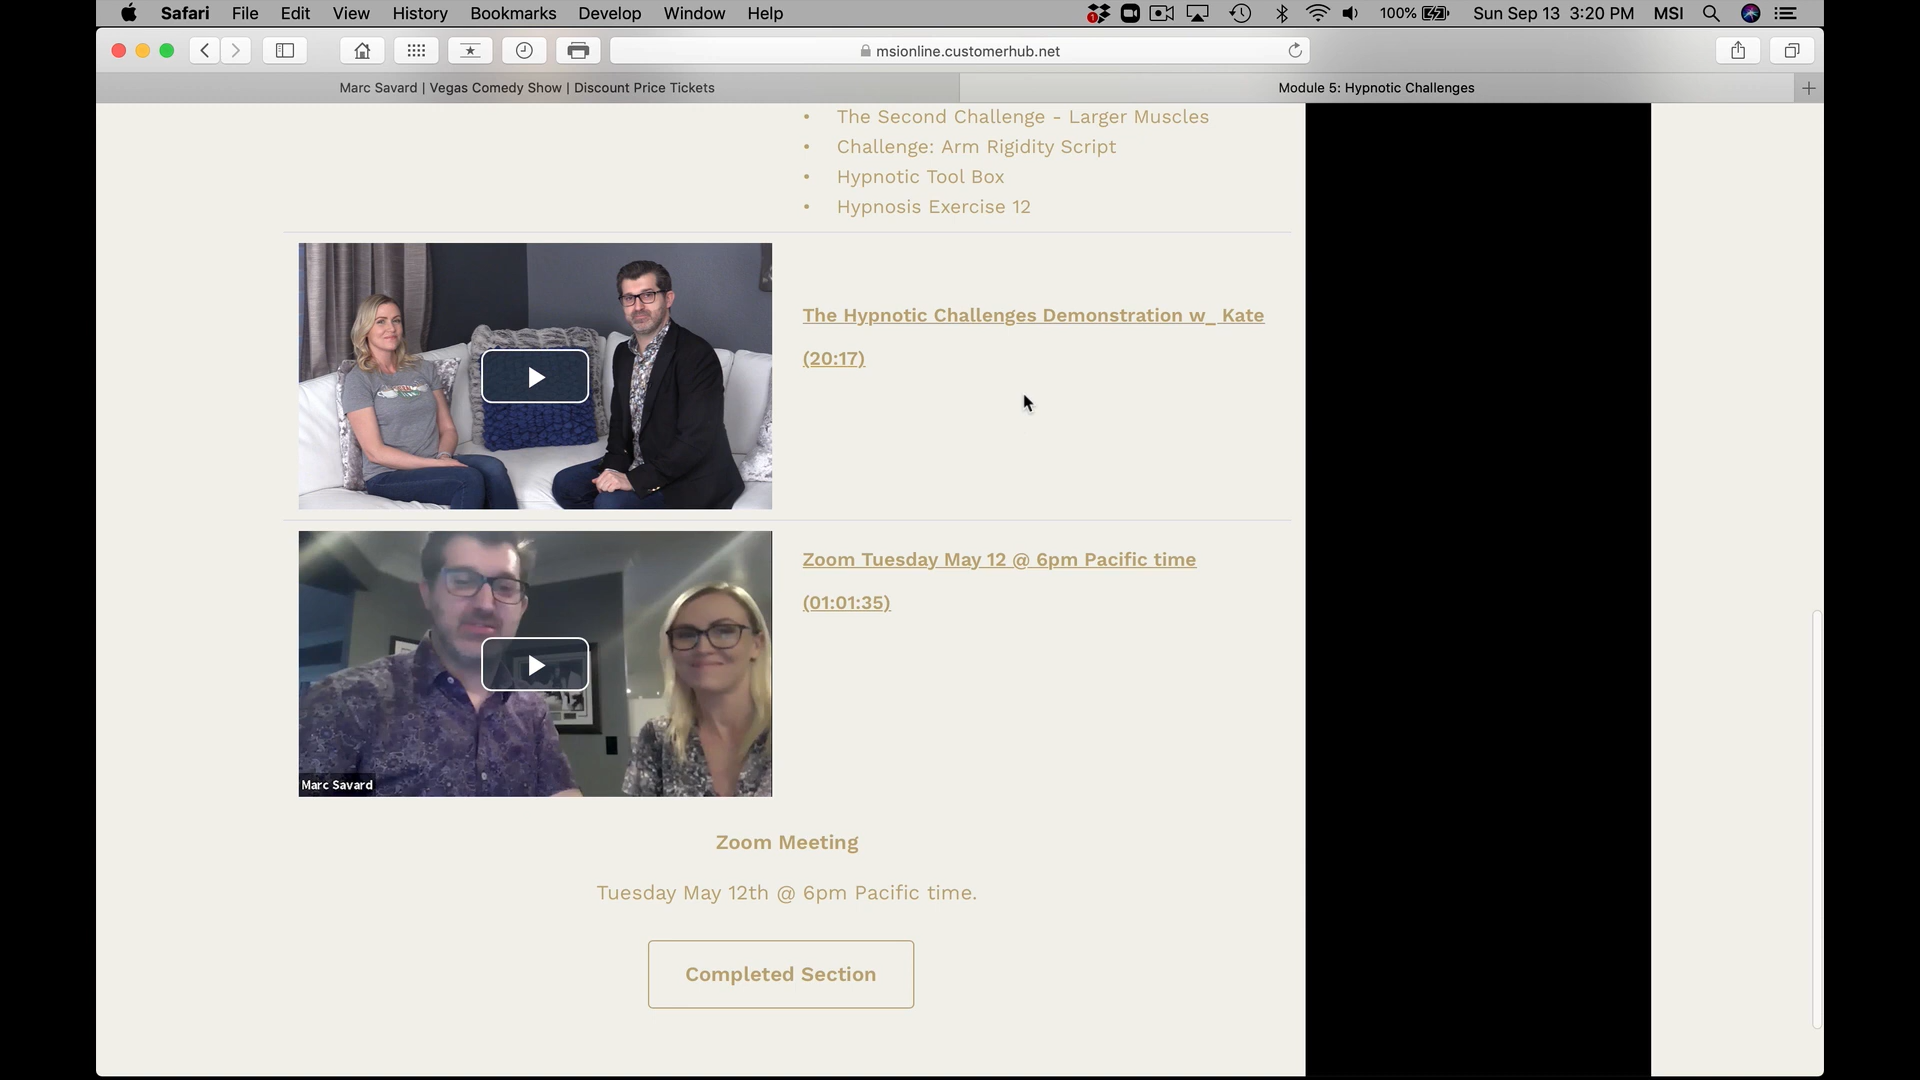 Safari File Edit View History Bookmarks Develop Window Help 1 100% Sun Sep 13 3:20 PM MSI
msionline.customerhub.net
Marc Savard | Vegas Comedy Show | Discount Price Tickets
Module 5: Hypnotic Challenges
• The Second Challenge - Larger Muscles
• Challenge: Arm Rigidity Script
• Hypnotic Tool Box
• Hypnosis Exercise 12
The Hypnotic Challenges Demonstration w_ Kate
(20:17)
Zoom Tuesday May 12 @ 6pm Pacific time
(01:01:35)
Marc Savard
Zoom Meeting
Tuesday May 12th @ 6pm Pacific time.
Completed Section